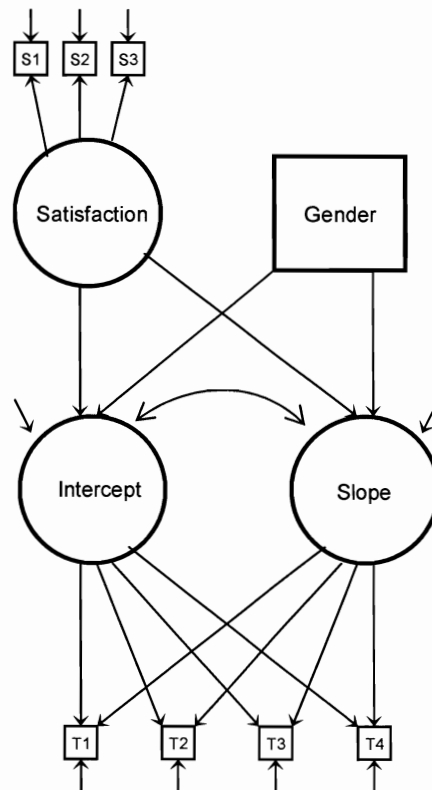 S1 S2 S3
Satisfaction Gender
Intercept Slope
T1 T2 T3 T4